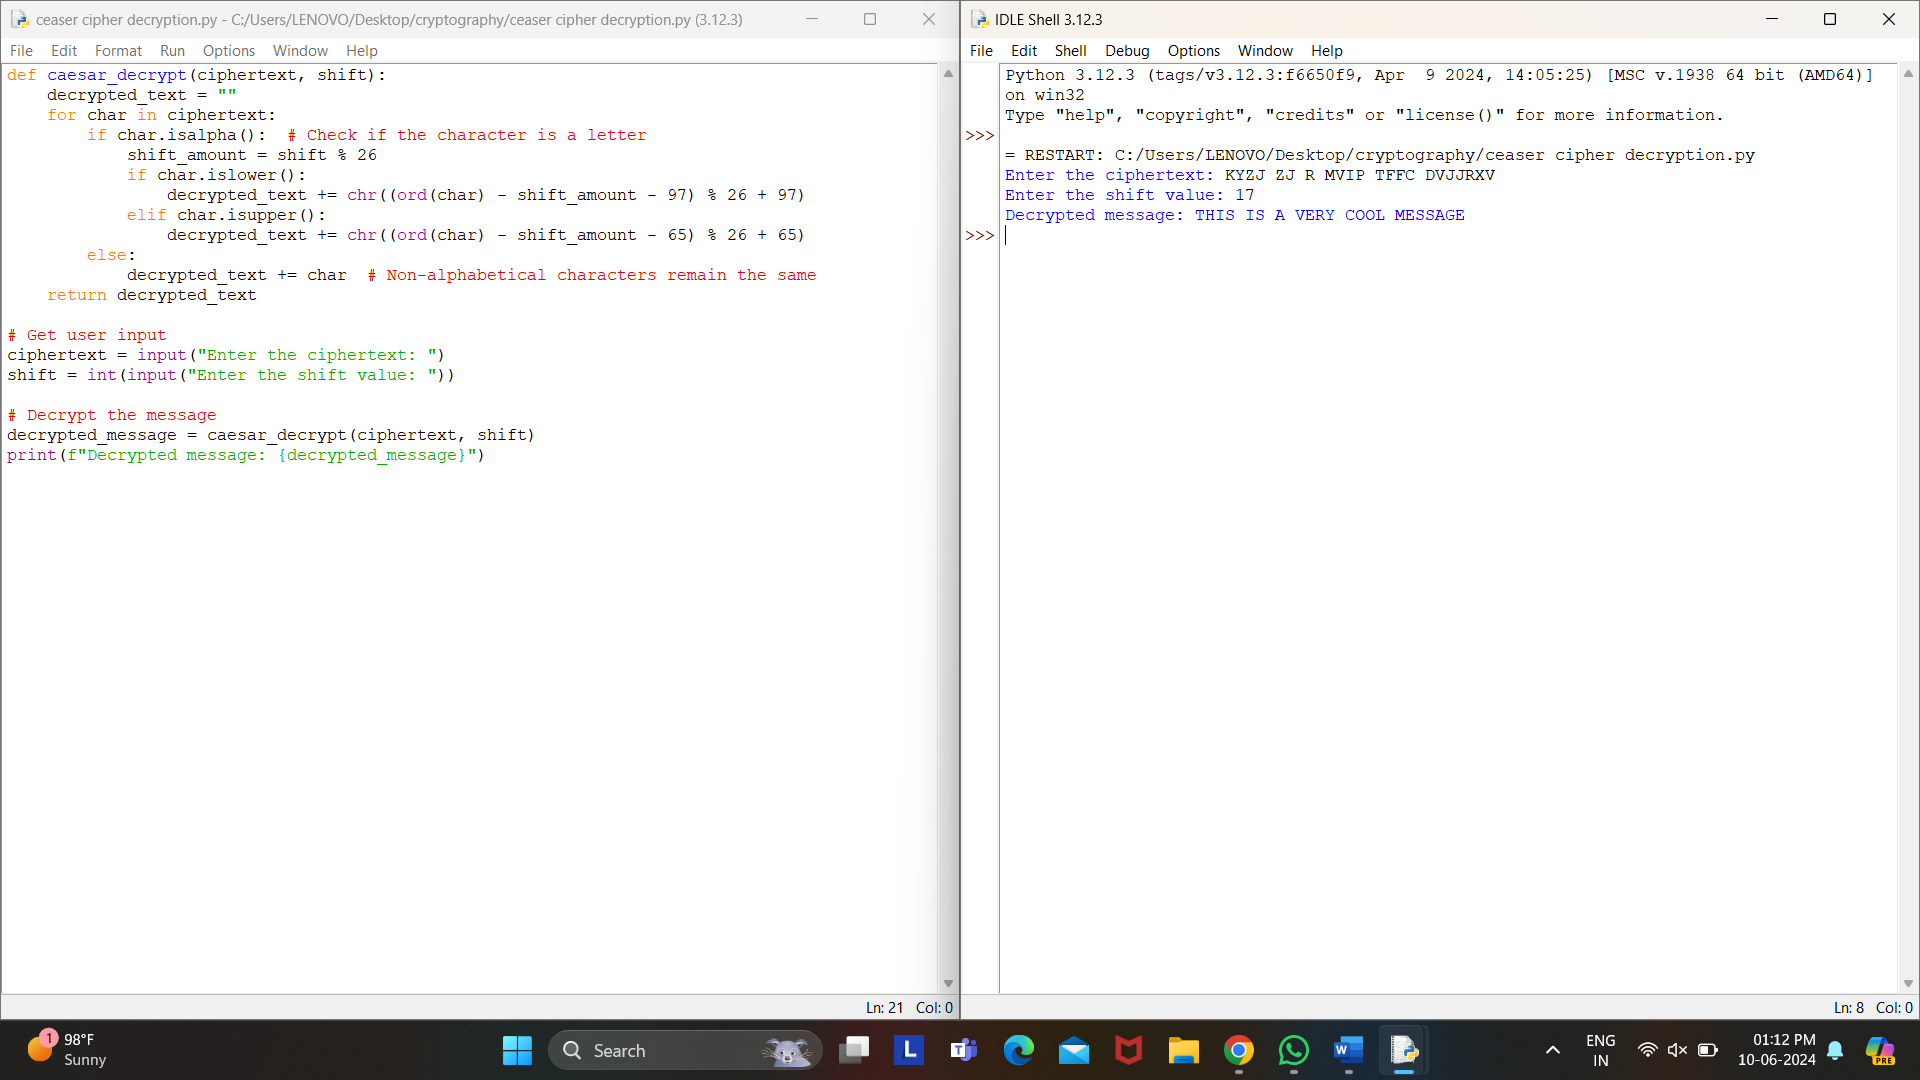 ceaser cipher decryption.py - C:/Users/LENOVO/Desktop/cryptography/ceaser cipher decryption.py (3.12.3)
File Edit Format Run Options Window Help
def caesar_decrypt(ciphertext, shift):
    decrypted_text = ""
    for char in ciphertext:
        if char.isalpha():  # Check if the character is a letter
            shift_amount = shift % 26
            if char.islower():
                decrypted_text += chr((ord(char) - shift_amount - 97) % 26 + 97)
            elif char.isupper():
                decrypted_text += chr((ord(char) - shift_amount - 65) % 26 + 65)
        else:
            decrypted_text += char  # Non-alphabetical characters remain the same
    return decrypted_text

# Get user input
ciphertext = input("Enter the ciphertext: ")
shift = int(input("Enter the shift value: "))

# Decrypt the message
decrypted_message = caesar_decrypt(ciphertext, shift)
print(f"Decrypted message: {decrypted_message}")
Ln: 21 Col: 0
IDLE Shell 3.12.3
File Edit Shell Debug Options Window Help
Python 3.12.3 (tags/v3.12.3:f6650f9, Apr  9 2024, 14:05:25) [MSC v.1938 64 bit (AMD64)]
on win32
Type "help", "copyright", "credits" or "license()" for more information.
>>>
= RESTART: C:/Users/LENOVO/Desktop/cryptography/ceaser cipher decryption.py
Enter the ciphertext: KYZJ ZJ R MVIP TFFC DVJJRXV
Enter the shift value: 17
Decrypted message: THIS IS A VERY COOL MESSAGE
>>>
Ln: 8 Col: 0
1
98°F
Sunny
Search
L
T
W
ENG
IN
01:12 PM
10-06-2024
PRE